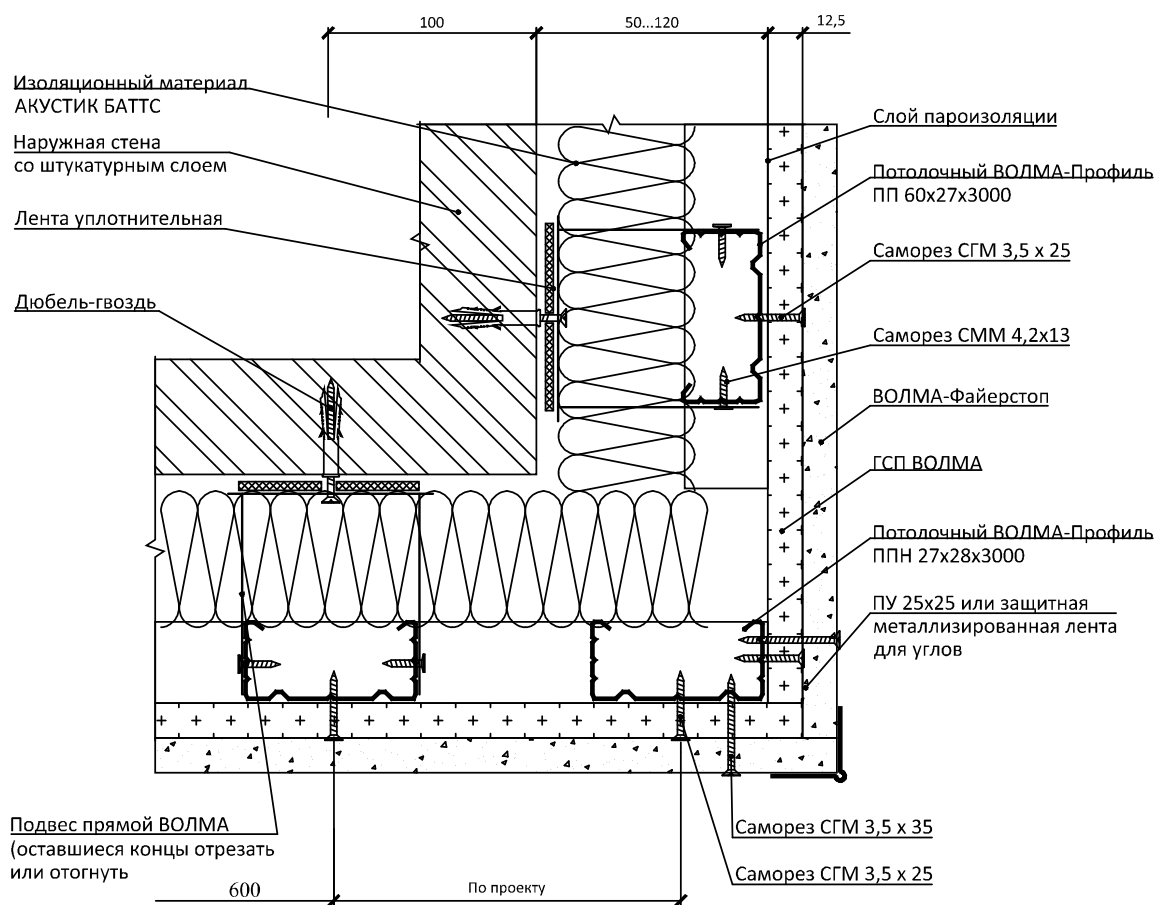 100
50...120
12,5
Изоляционный материал
АКУСТИК БАТТС
Наружная стена
со штукатурным слоем
Лента уплотнительная
Дюбель-гвоздь
Слой пароизоляции
Потолочный ВОЛМА-Профиль
ПП 60х27х3000
Саморез СГМ 3,5 х 25
Саморез СММ 4,2х13
ВОЛМА-Файерстоп
ГСП ВОЛМА
Потолочный ВОЛМА-Профиль
ППН 27х28х3000
ПУ 25х25 или защитная
металлизированная лента
для углов
Подвес прямой ВОЛМА
(оставшиеся концы отрезать
или отогнуть
Саморез СГМ 3,5 х 35
Саморез СГМ 3,5 х 25
600
По проекту